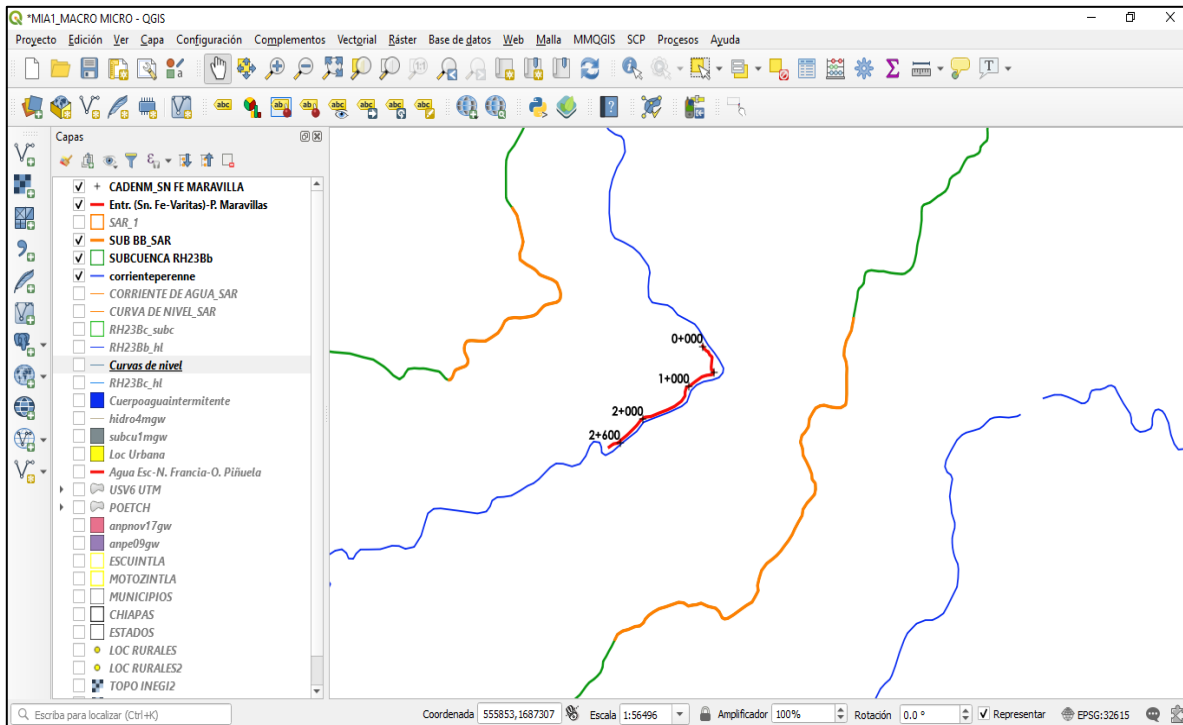 *MIA1_MACRO MICRO - QGIS
Proyecto Edición Ver Capa Configuración Complementos Vectorial Ráster Base de datos Web Malla MMQGIS SCP Procesos Ayuda
Capas
CADENM_SN FE MARAVILLA
Entr. (Sn. Fe-Varitas)-P. Maravillas
SAR_1
SUB BB_SAR
SUBCUENCA RH23Bb
corrienteperenne
CORRIENTE DE AGUA_SAR
CURVA DE NIVEL_SAR
RH23Bc_subc
RH23Bb_hl
Curvas de nivel
RH23Bc_hl
Cuerpoaguaintermitente
hidro4mgw
subcu1mgw
Loc Urbana
Agua Esc-N. Francia-O. Piñuela
USV6 UTM
POETCH
anpnov17gw
anpe09gw
ESCUINTLA
MOTOZINTLA
MUNICIPIOS
CHIAPAS
ESTADOS
LOC RURALES
LOC RURALES2
TOPO INEGI2
0+000
1+000
2+000
2+600
Escriba para localizar (Ctrl+K)
Coordenada 555853,1687307 Escala 1:56496 Amplificador 100% Rotación 0.0 ° Representar EPSG:32615